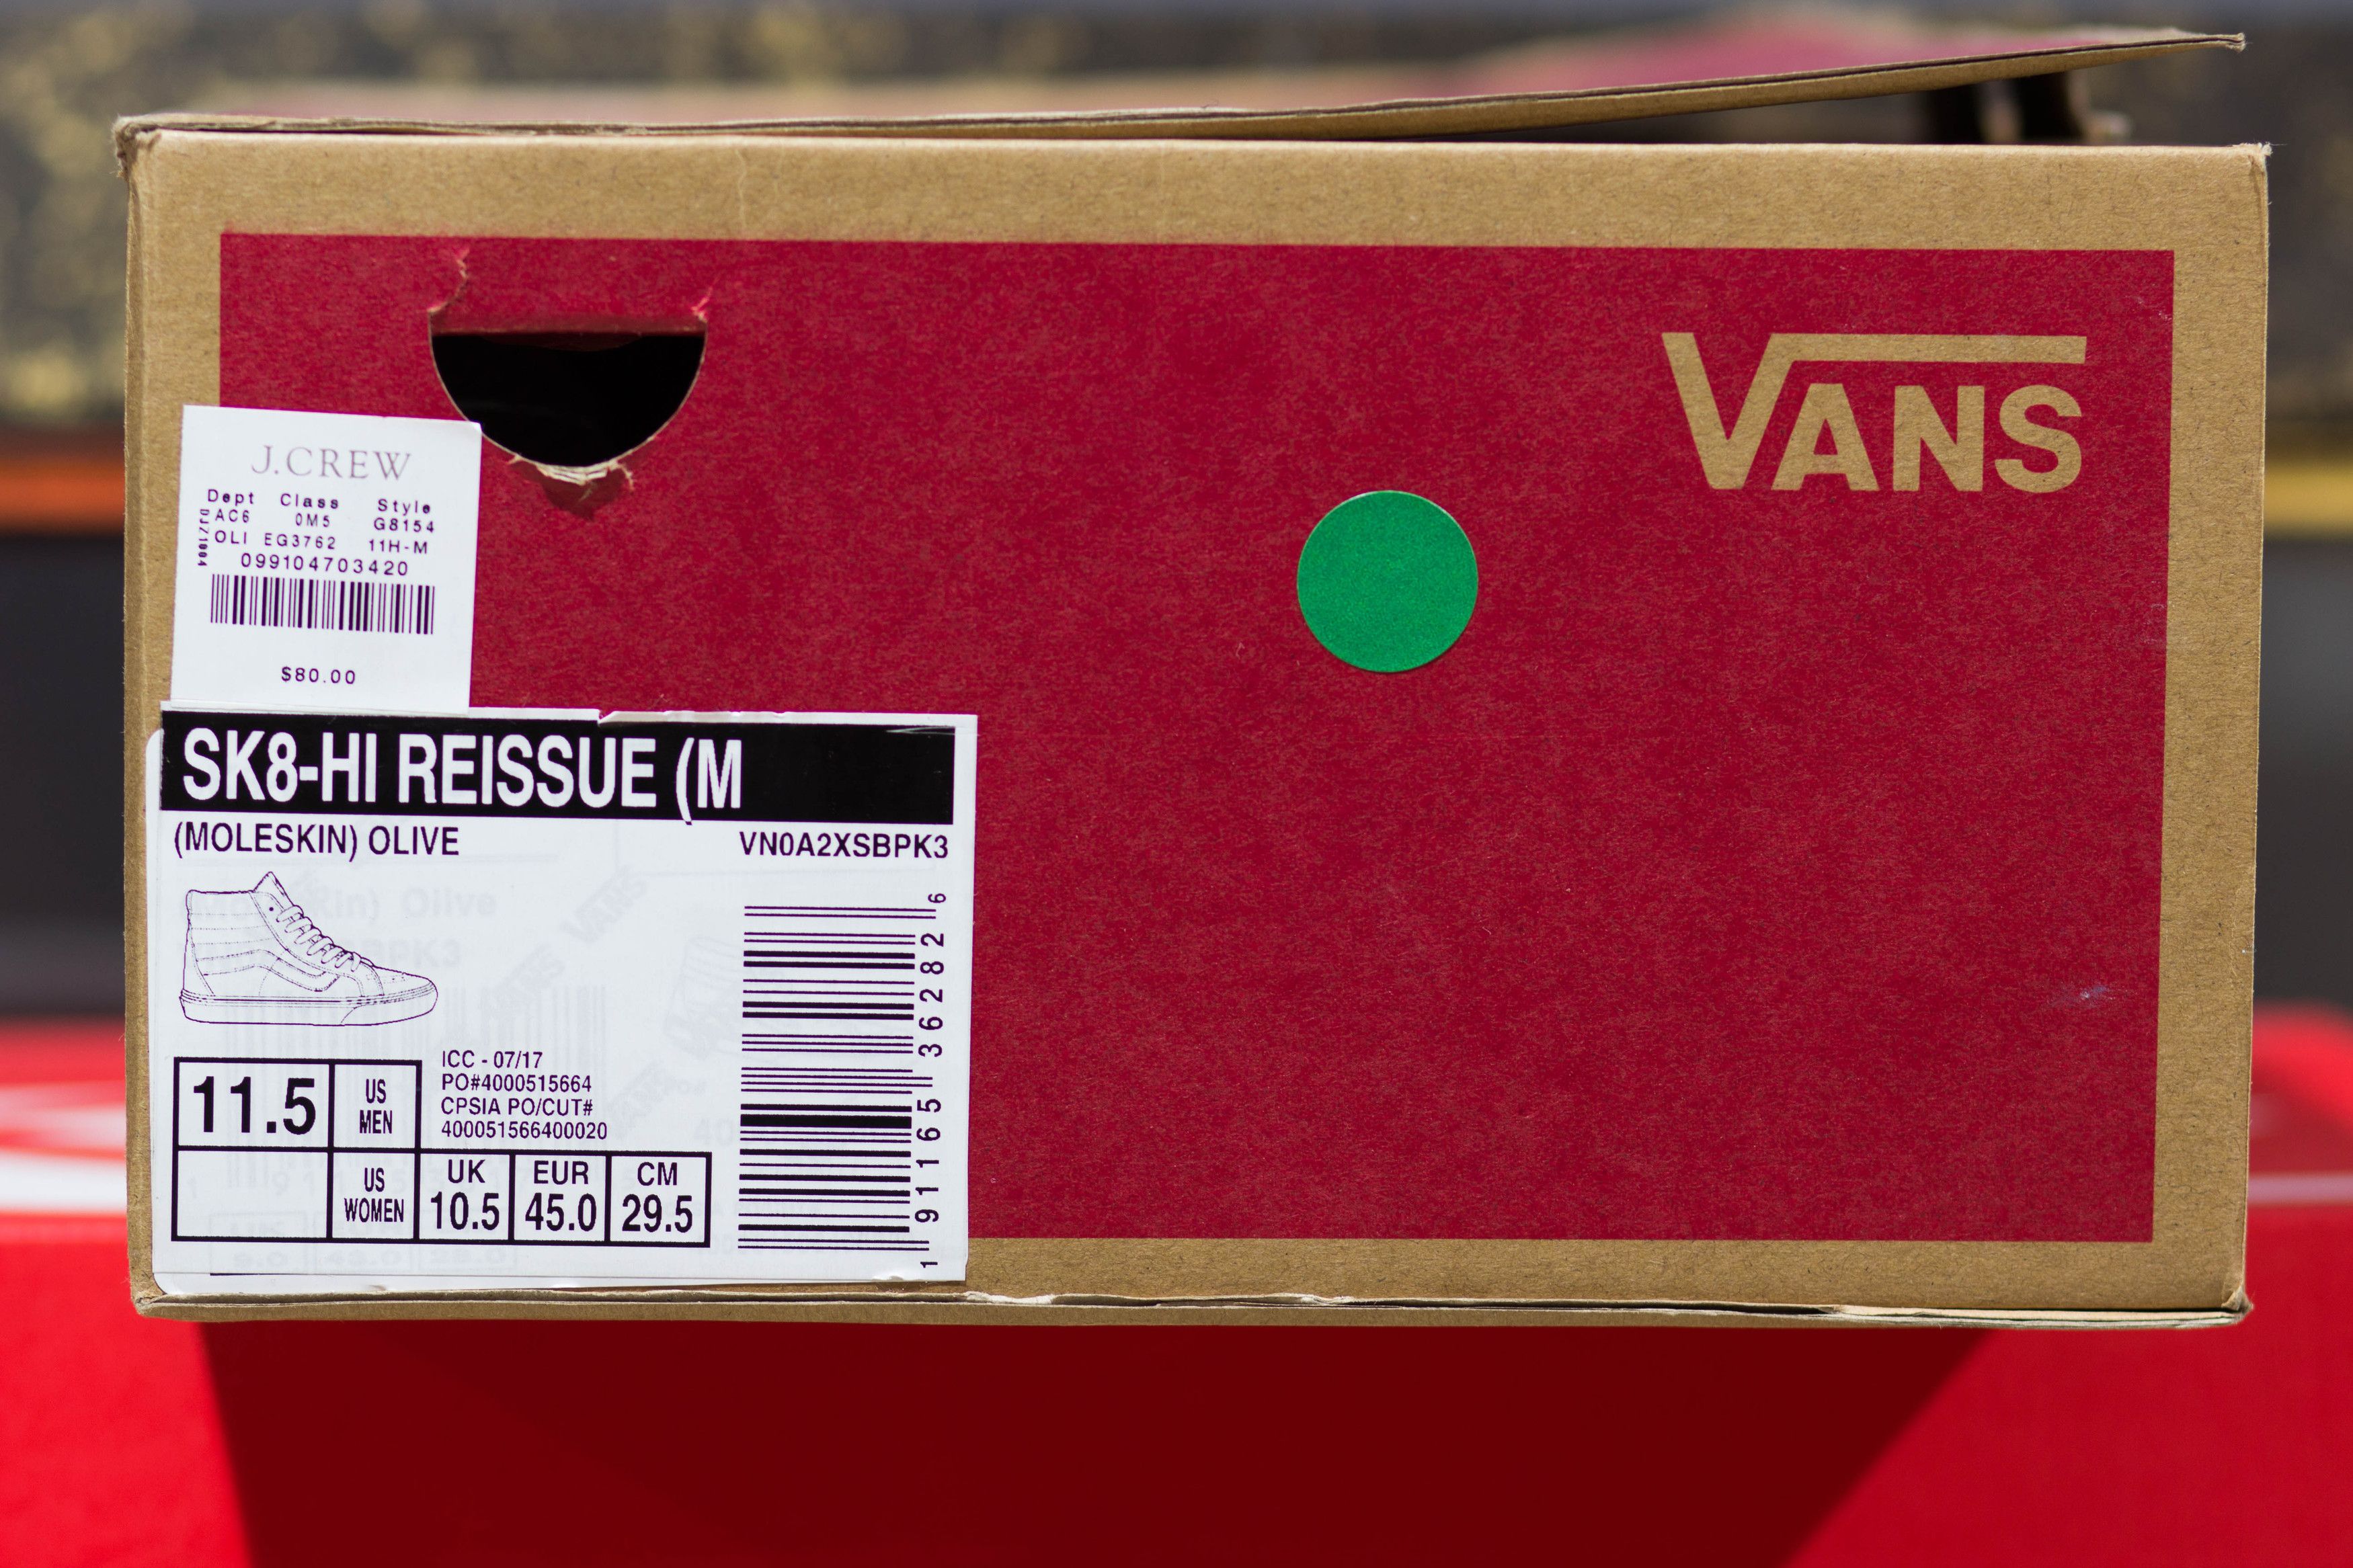 VANS
J.CREW
Dept Class Style
AC6 0M5 G8154
OLI EG3762 11H-M
099104703420
$80.00
SK8-HI REISSUE (M
(MOLESKIN) OLIVE VN0A2XSBPK3
ICC - 07/17
PO#4000515664
CPSIA PO/CUT#
400051566400020
11.5 US MEN
US WOMEN
UK 10.5
EUR 45.0
CM 29.5
1 91165 36282 6